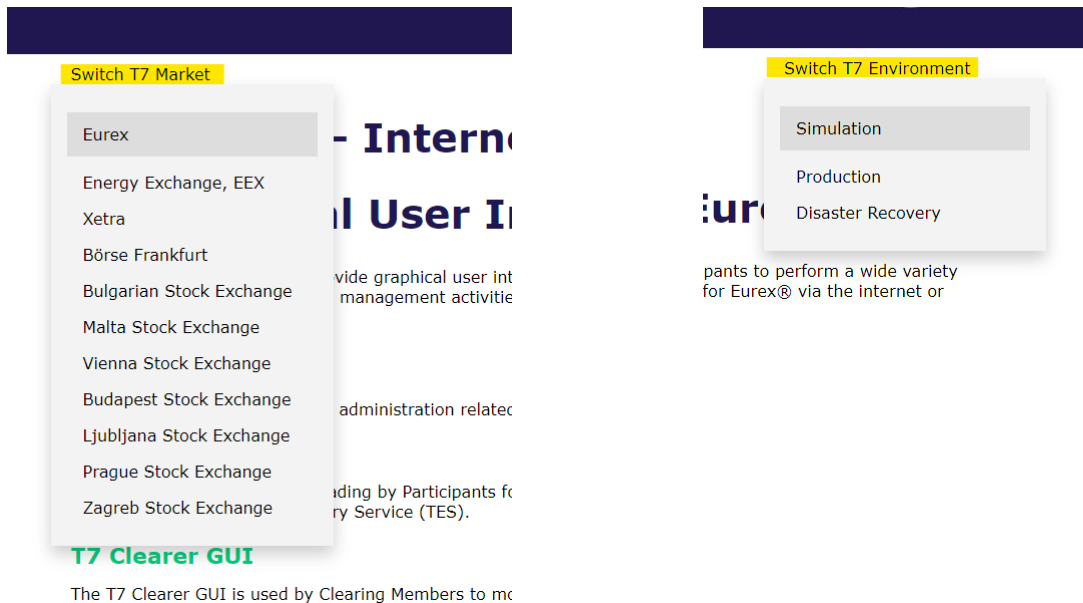 Switch T7 Market
Eurex
Energy Exchange, EEX
Xetra
Börse Frankfurt
Bulgarian Stock Exchange
Malta Stock Exchange
Vienna Stock Exchange
Budapest Stock Exchange
Ljubljana Stock Exchange
Prague Stock Exchange
Zagreb Stock Exchange
– Intern
l User I
vide graphical user int
management activitie
administration related
ading by Participants fo
ry Service (TES).
T7 Clearer GUI
The T7 Clearer GUI is used by Clearing Members to mo
Switch T7 Environment
Simulation
Production
Disaster Recovery
Eur
pants to perform a wide variety
for Eurex® via the internet or